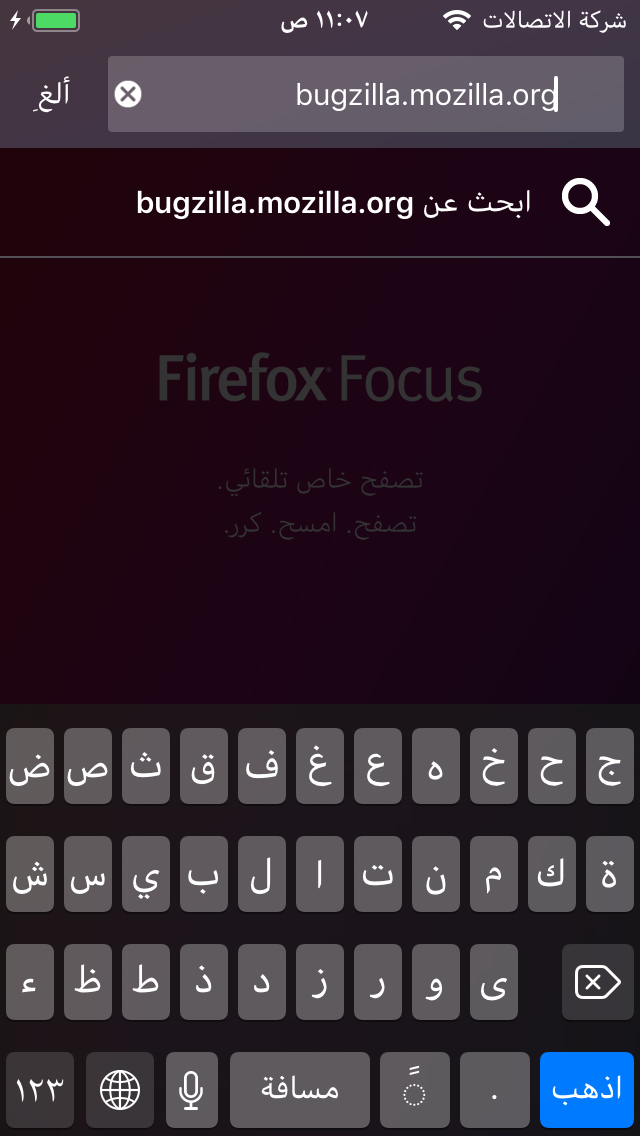 شركة الاتصالات ١١:٠٧ ص
bugzilla.mozilla.org ألغِ
ابحث عن bugzilla.mozilla.org
Firefox Focus
تصفح خاص تلقائي.
تصفح. امسح. كرر.
ض ص ث ق ف غ ع ه خ ح ج
ش س ي ب ل ا ت ن م ك ة
ء ظ ط ذ د ز ر و ى
١٢٣ مسافة ً . اذهب